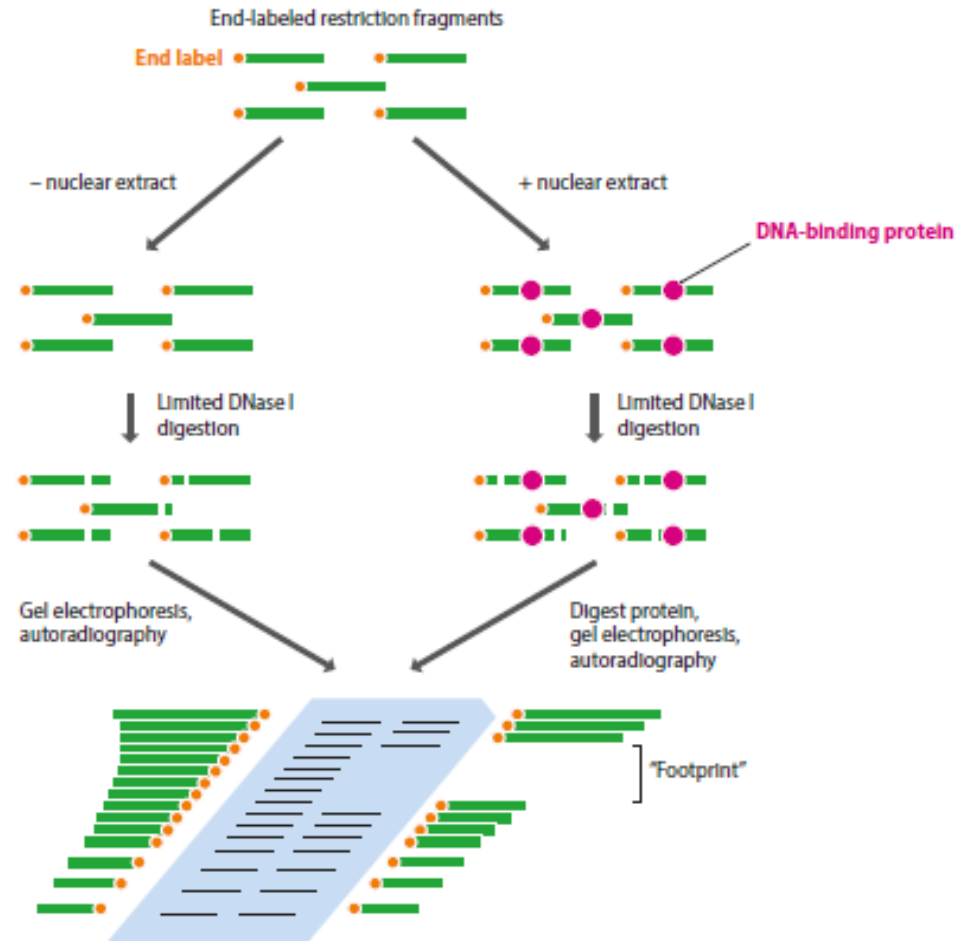 End-labeled restriction fragments
End label
– nuclear extract
+ nuclear extract
DNA-binding protein
Limited DNase I
digestion
Limited DNase I
digestion
Gel electrophoresis,
autoradiography
Digest protein,
gel electrophoresis,
autoradiography
"Footprint"